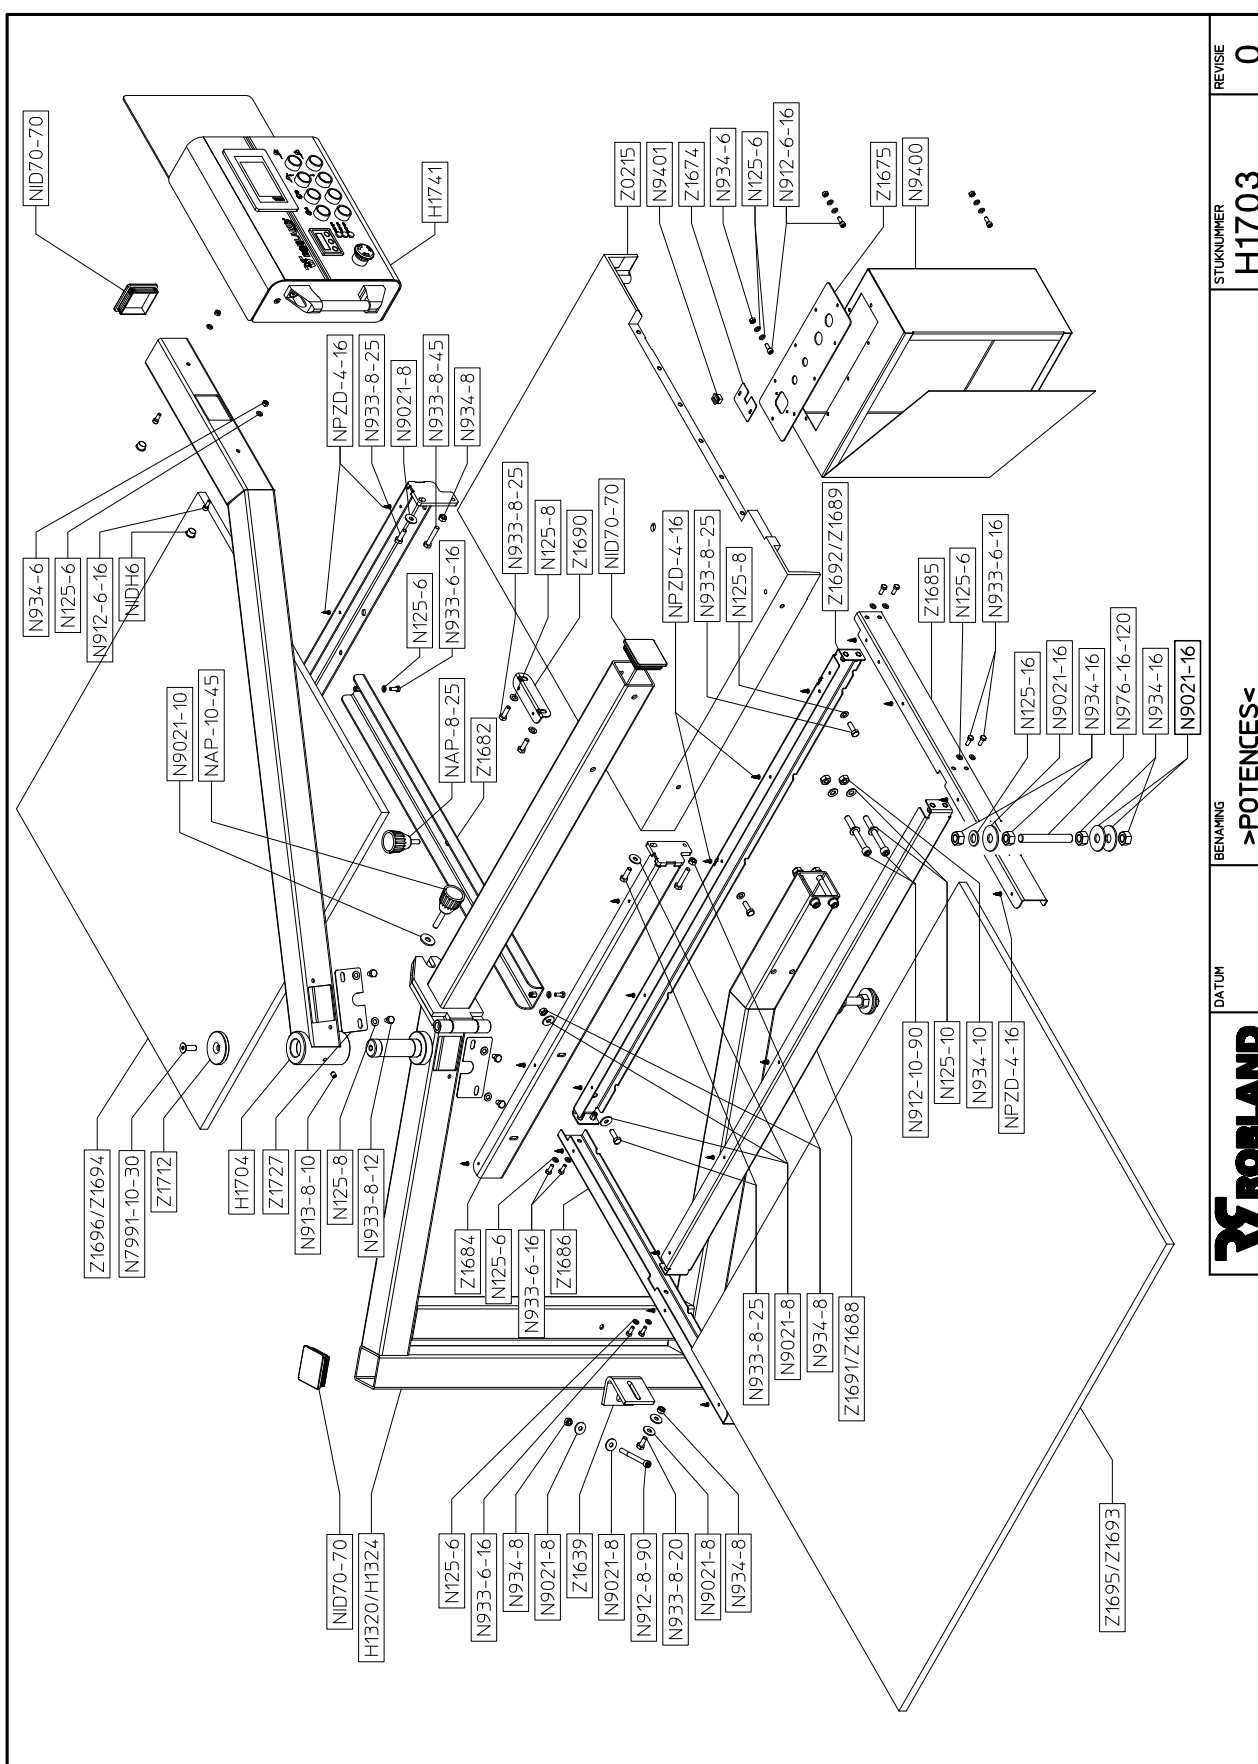 NID70-70
H1320/H1324
Z1696/Z1694
N7991-10-30
Z1712
N9021-10
NAP-10-45
N934-6
N125-6
N912-6-16
NIDH6
NID70-70
H1704
Z1727
N913-8-10
N125-8
N933-8-12
NPZD-4-16
N933-8-25
N9021-8
N933-8-45
N934-8
H1741
N125-6
N933-6-16
NAP-8-25
Z1682
N125-6
N933-6-16
N934-8
N9021-8
Z1639
N9021-8
N912-8-90
N933-8-20
N9021-8
N934-8
Z1684
N125-6
N933-6-16
Z1686
N933-8-25
N125-8
Z1690
NID70-70
Z0215
N9401
Z1674
N934-6
N125-6
N912-6-16
Z1675
N9400
NPZD-4-16
N933-8-25
N125-8
Z1692/Z1689
N933-8-25
N9021-8
N934-8
Z1691/Z1688
N912-10-90
N125-10
N934-10
NPZD-4-16
Z1685
N125-6
N933-6-16
N125-16
N9021-16
N934-16
N976-16-120
N934-16
N9021-16
Z1695/Z1693
ROBLAND
DATUM
BENAMING
>POTENCES<
STUKNUMMER
H1703
REVISIE
0